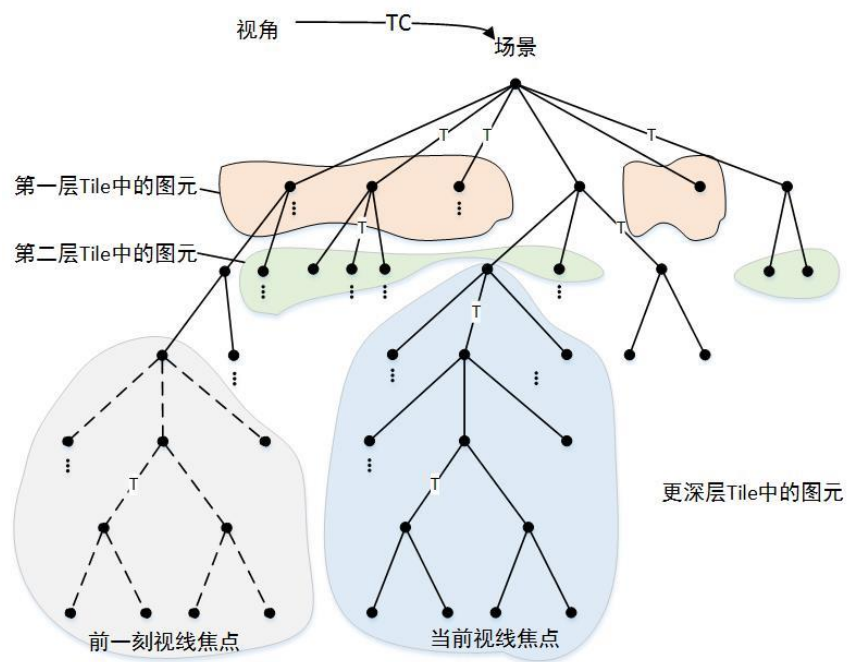 视角
TC
场景
T
T
T
第一层Tile中的图元
T
T
第二层Tile中的图元
T
T
T
更深层Tile中的图元
前一刻视线焦点
当前视线焦点